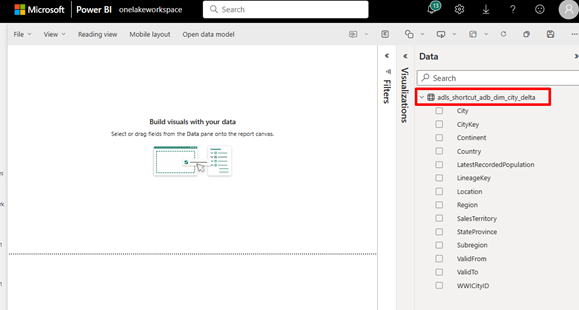 Microsoft Power BI onelakeworkspace Search 13
File View Reading view Mobile layout Open data model
Data
Search
Filters
Visualizations
adls_shortcut_adb_dim_city_delta
City
CityKey
Continent
Country
LatestRecordedPopulation
LineageKey
Location
Region
SalesTerritory
StateProvince
Subregion
ValidFrom
ValidTo
WWICityID
Build visuals with your data
Select or drag fields from the Data pane onto the report canvas.